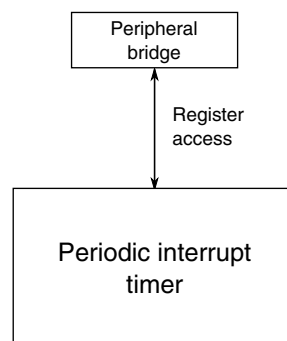 Peripheral
bridge
Register
access
Periodic interrupt
timer